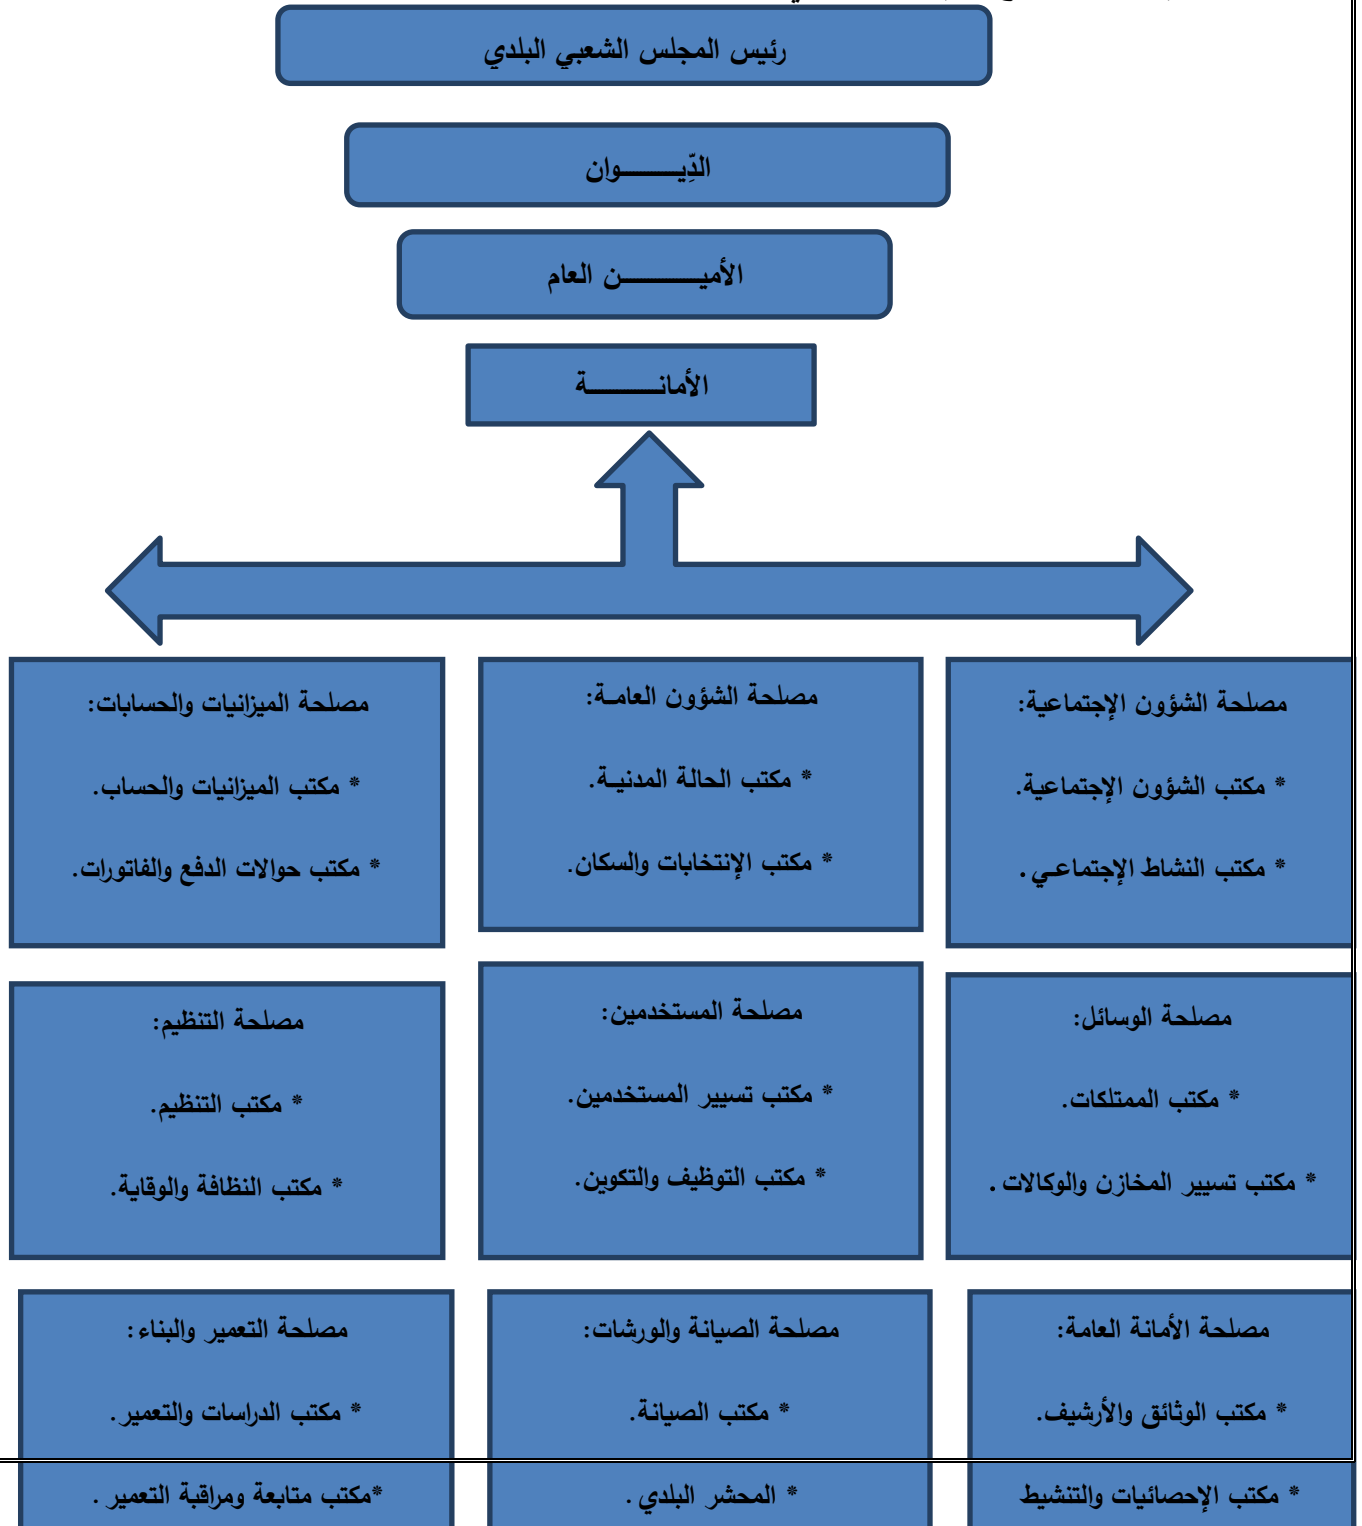 رئيس المجلس الشعبي البلدي
الدِّيـــــــوان
الأميـــــــــن العام
الأمانـــــــــة
مصلحة الشؤون الإجتماعية:
* مكتب الشؤون الإجتماعية.
* مكتب النشاط الإجتماعـي .
مصلحة الشؤون العامـة:
* مكتب الحالة المدنيـة.
* مكتب الإنتخابات والسكان.
مصلحة الميزانيات والحسابات:
* مكتب الميزانيات والحساب.
* مكتب حوالات الدفع والفاتورات.
مصلحة الوسائل:
* مكتب الممتلكات.
* مكتب تسيير المخازن والوكالات .
مصلحة المستخدمين:
* مكتب تسيير المستخدمين.
* مكتب التوظيف والتكوين.
مصلحة التنظيم:
* مكتب التنظيم.
* مكتب النظافة والوقاية.
مصلحة الأمانة العامة:
* مكتب الوثائق والأرشيف.
* مكتب الإحصائيات والتنشيط
مصلحة الصيانة والورشات:
* مكتب الصيانة.
* المحشر البلدي .
مصلحة التعمير والبناء:
* مكتب الدراسات والتعمير.
*مكتب متابعة ومراقبة التعمير .